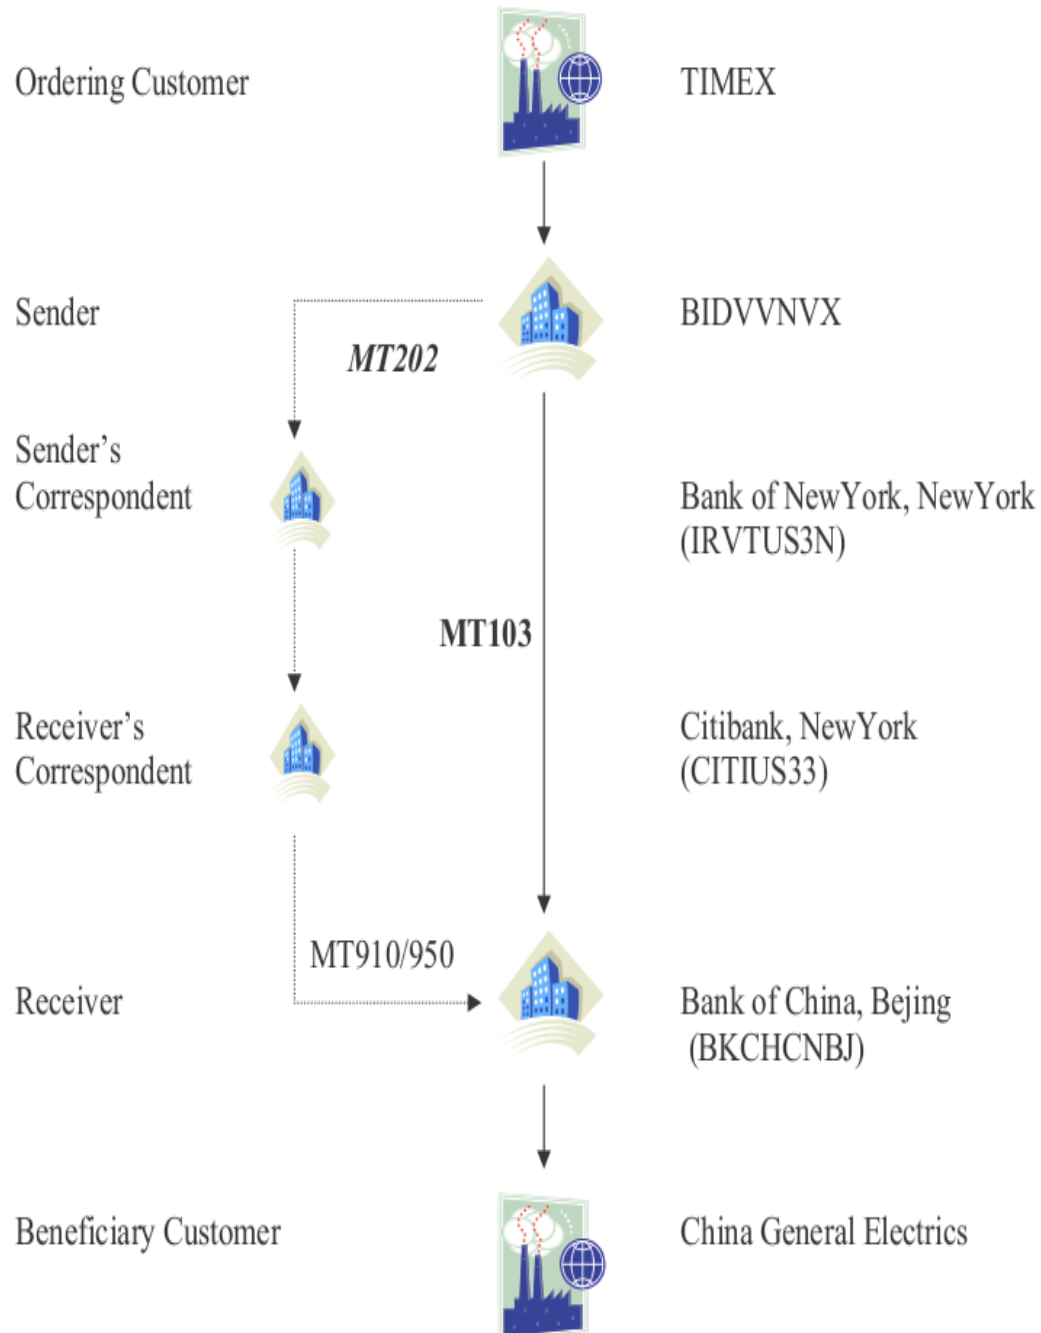 Ordering Customer
TIMEX
Sender
BIDVVNVX
MT202
Sender’s
Correspondent
Bank of NewYork, NewYork
(IRVTUS3N)
MT103
Receiver’s
Correspondent
Citibank, NewYork
(CITIUS33)
MT910/950
Receiver
Bank of China, Bejing
(BKCHCNBJ)
Beneficiary Customer
China General Electrics